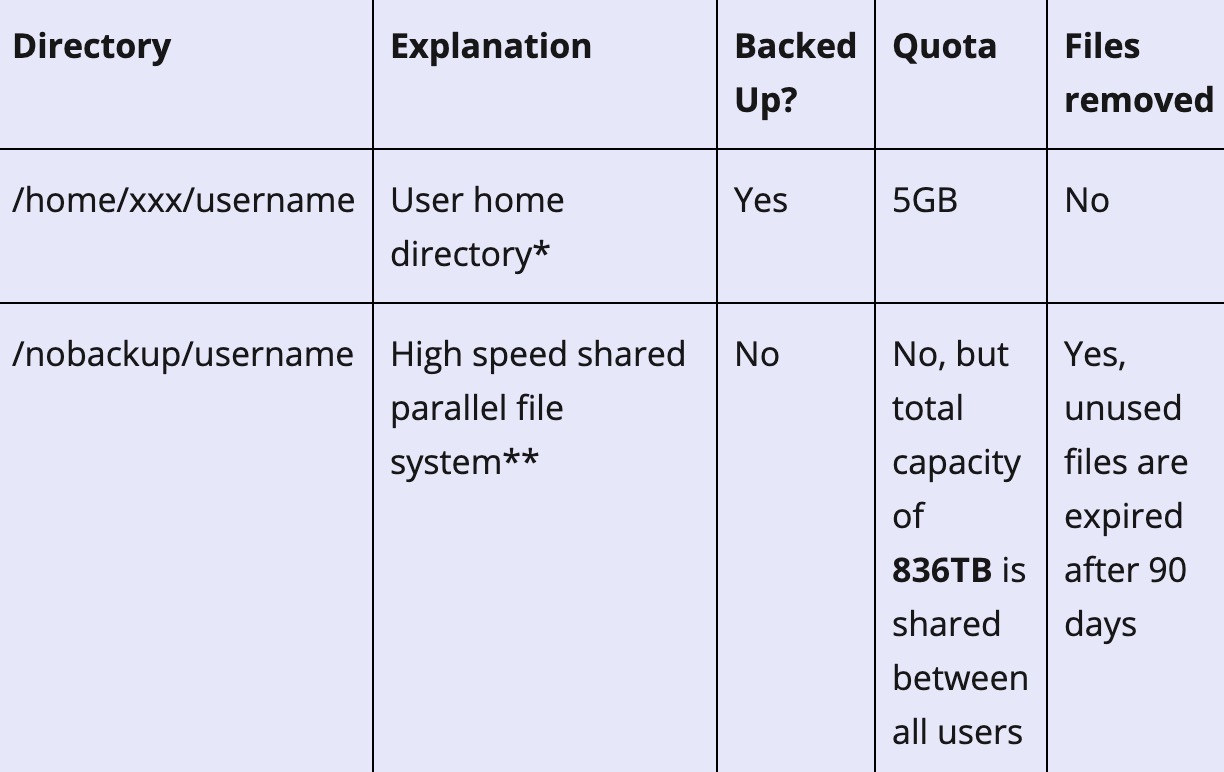 Directory
Explanation
Backed
Up?
Quota
Files
removed
/home/xxx/username
User home
directory*
Yes
5GB
No
/nobackup/username
High speed shared
parallel file
system**
No
No, but
total
capacity
of
836TB is
shared
between
all users
Yes,
unused
files are
expired
after 90
days